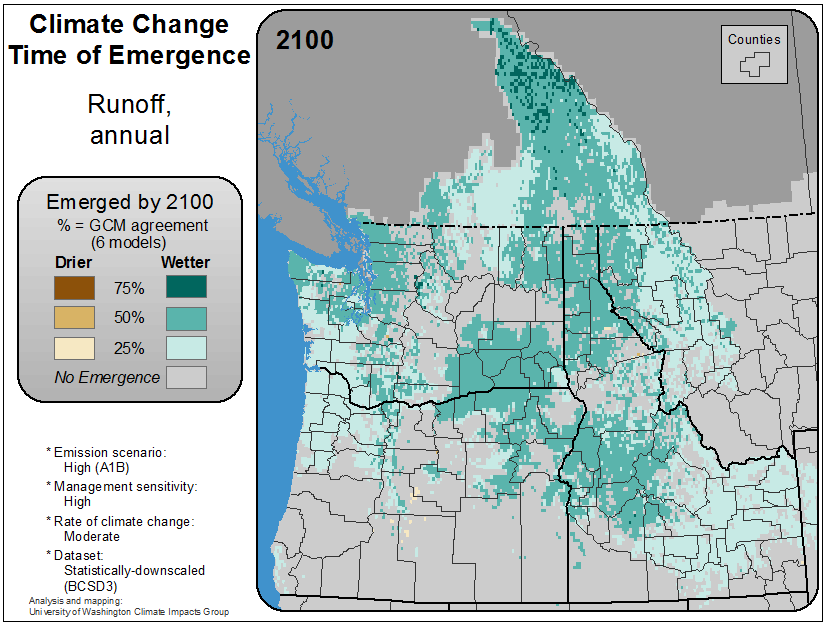 Climate Change
Time of Emergence
Runoff,
annual
Emerged by 2100
% = GCM agreement
(6 models)
Drier Wetter
75%
50%
25%
No Emergence
* Emission scenario:
High (A1B)
* Management sensitivity:
High
* Rate of climate change:
Moderate
* Dataset:
Statistically-downscaled
(BCSD3)
Analysis and mapping:
University of Washington Climate Impacts Group
2100
Counties